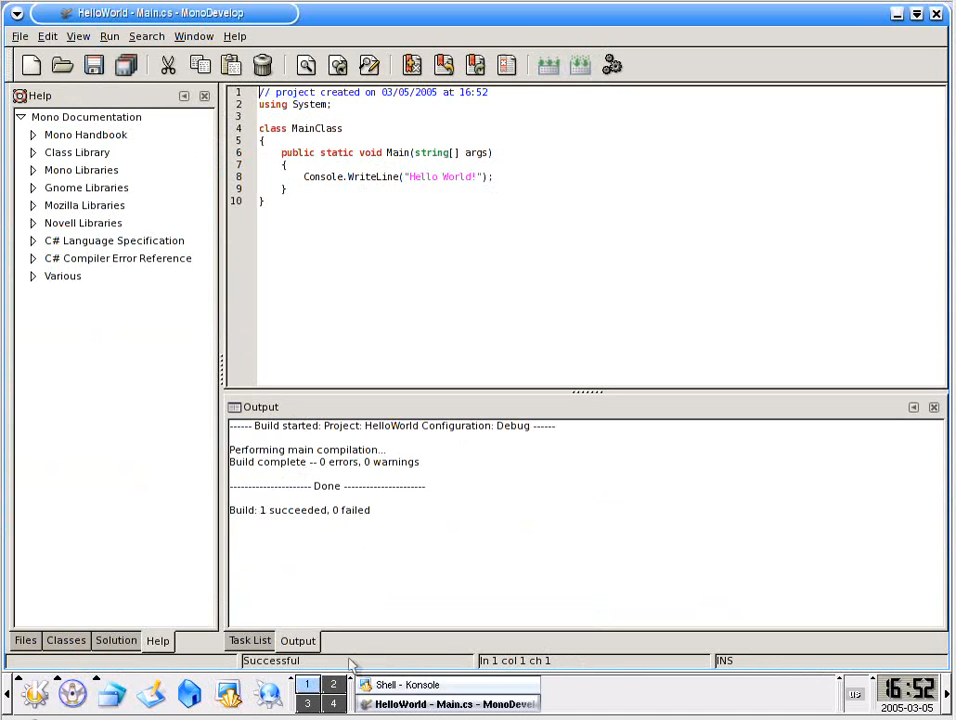 HelloWorld - Main.cs - MonoDevelop
File Edit View Run Search Window Help
Help
Mono Documentation
Mono Handbook
Class Library
Mono Libraries
Gnome Libraries
Mozilla Libraries
Novell Libraries
C# Language Specification
C# Compiler Error Reference
Various
1 // project created on 03/05/2005 at 16:52
2 using System;
3
4 class MainClass
5 {
6 public static void Main(string[] args)
7 {
8 Console.WriteLine("Hello World!");
9 }
10 }
Output
------ Build started: Project: HelloWorld Configuration: Debug ------
Performing main compilation...
Build complete -- 0 errors, 0 warnings
---------------------- Done ----------------------
Build: 1 succeeded, 0 failed
Files Classes Solution Help
Task List Output
Successful
ln 1 col 1 ch 1
INS
1 2
3 4
Shell - Konsole
HelloWorld - Main.cs - MonoDevel
us
16:52
2005-03-05